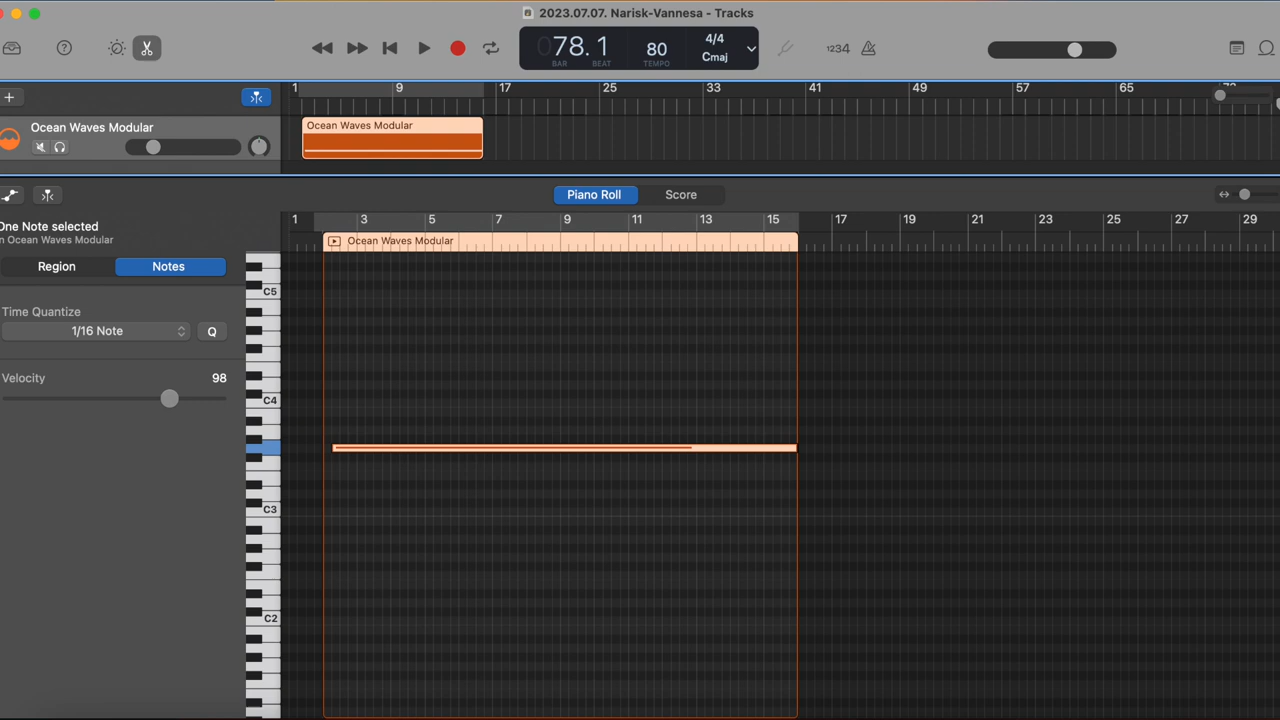 2023.07.07. Narisk-Vannesa - Tracks
078. 1
BAR BEAT
80
TEMPO
4/4
Cmaj
1234
1 9 17 25 33 41 49 57 65
Ocean Waves Modular
Ocean Waves Modular
Piano Roll Score
1 3 5 7 9 11 13 15 17 19 21 23 25 27 29
One Note selected
n Ocean Waves Modular
Ocean Waves Modular
Region Notes
C5
Time Quantize
1/16 Note Q
Velocity 98
C4
C3
C2